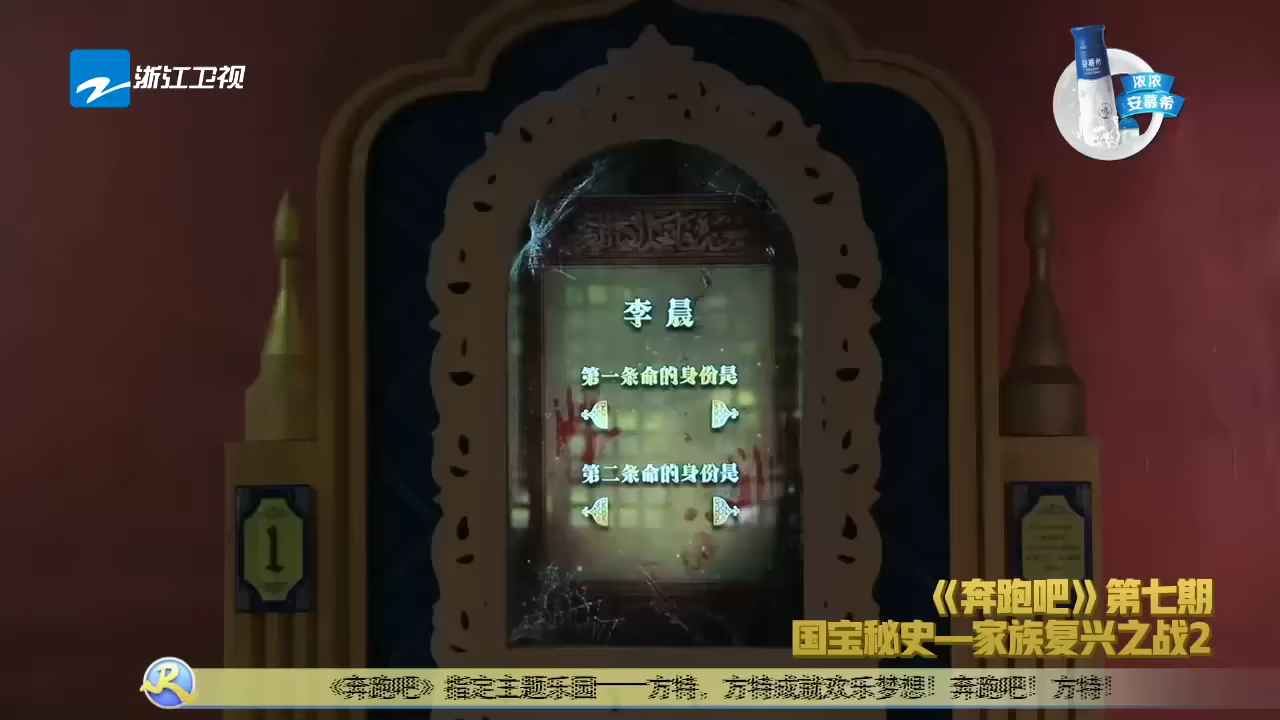 浙江卫视
安慕希
浓浓
安慕希
李晨
第一条命的身份是
第二条命的身份是
1
《奔跑吧》第七期
国宝秘史—家族复兴之战2
R
《奔跑吧》指定主题乐园——方特，方特成就欢乐梦想！奔跑吧！方特！